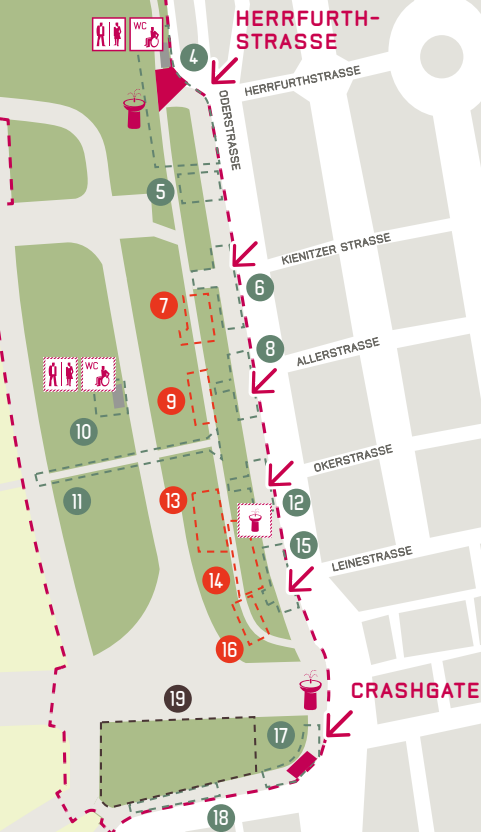 HERRFURTH-
STRASSE
WC
4
HERRFURTHSTRASSE
ODERSTRASSE
5
KIENITZER STRASSE
6
7
8
ALLERSTRASSE
WC
9
10
OKERSTRASSE
11
13
12
15
LEINESTRASSE
14
16
CRASHGATE
19
17
18